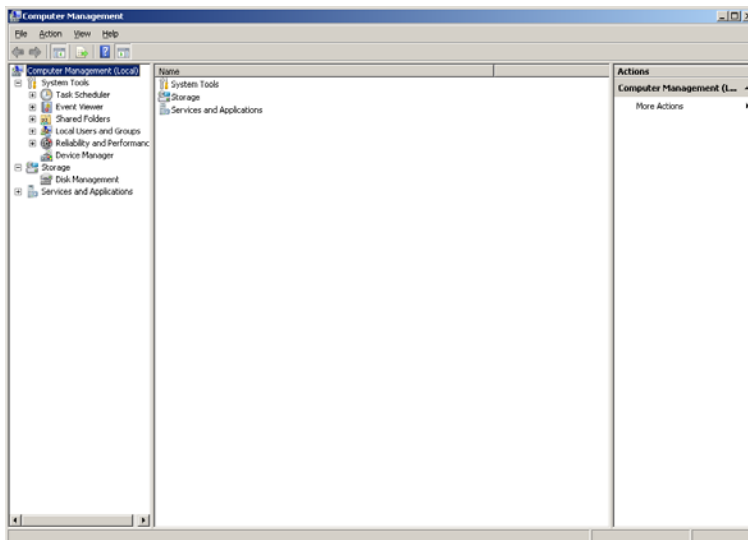 Computer Management
File Action View Help
Computer Management (Local)
System Tools
Task Scheduler
Event Viewer
Shared Folders
Local Users and Groups
Reliability and Performanc
Device Manager
Storage
Disk Management
Services and Applications
Name
System Tools
Storage
Services and Applications
Actions
Computer Management (L...
More Actions